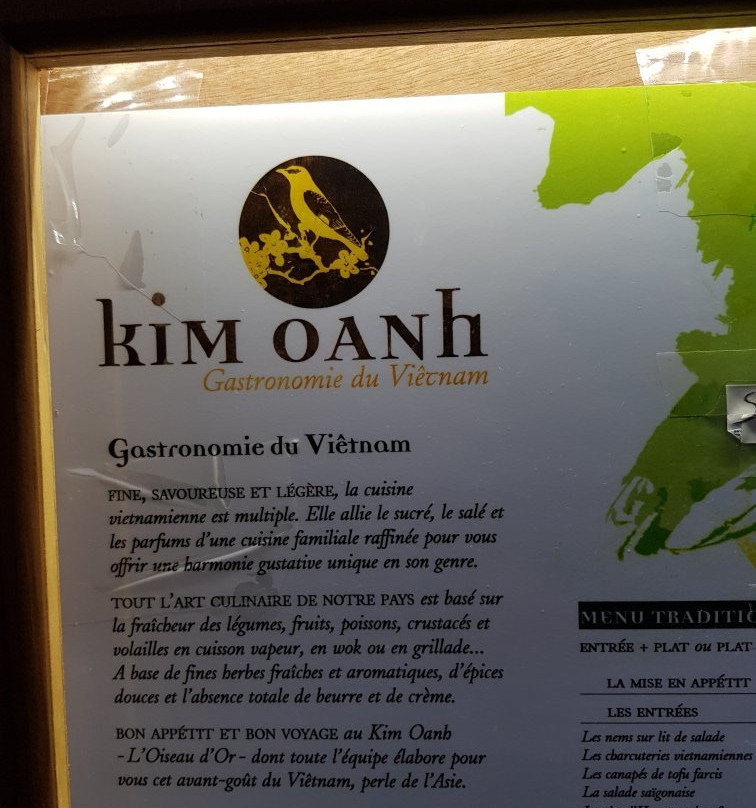 kim oanh
Gastronomie du Viêtnam
Gastronomie du Viêtnam
FINE, SAVOUREUSE ET LÉGÈRE, la cuisine
vietnamienne est multiple. Elle allie le sucré, le salé et
les parfums d'une cuisine familiale raffinée pour vous
offrir une harmonie gustative unique en son genre.
TOUT L'ART CULINAIRE DE NOTRE PAYS est basé sur
la fraîcheur des légumes, fruits, poissons, crustacés et
volailles en cuisson vapeur, en wok ou en grillade...
A base de fines herbes fraîches et aromatiques, d'épices
douces et l'absence totale de beurre et de crème.
BON APPÉTIT ET BON VOYAGE au Kim Oanh
- L'Oiseau d'Or - dont toute l'équipe élabore pour
vous cet avant-goût du Viêtnam, perle de l'Asie.
MENU
ENTRÉE + PLAT ou PLAT
LA MISE EN APPÉTIT
LES ENTRÉES
Les nems sur lit de salade
Les charcuteries vietnamiennes
Les canapés de tofu farcis
La salade saïgonaise